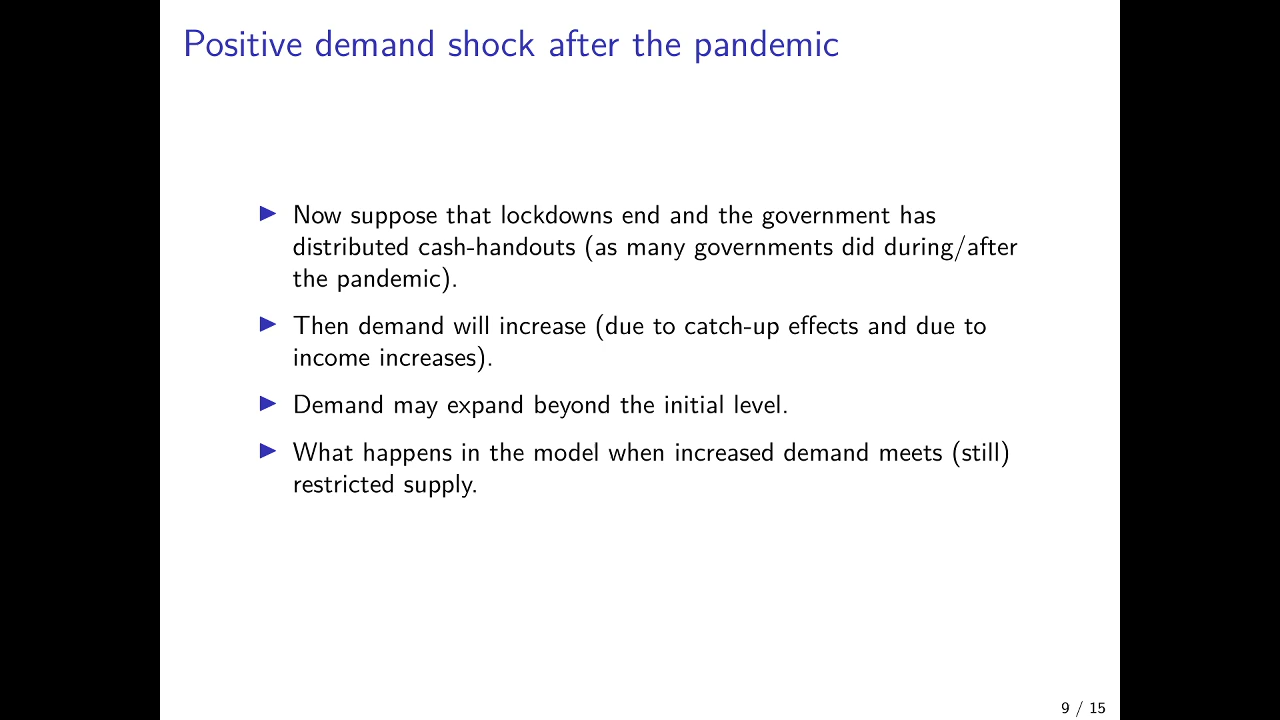 Positive demand shock after the pandemic
▶ Now suppose that lockdowns end and the government has
distributed cash-handouts (as many governments did during/after
the pandemic).
▶ Then demand will increase (due to catch-up effects and due to
income increases).
▶ Demand may expand beyond the initial level.
▶ What happens in the model when increased demand meets (still)
restricted supply.
9 / 15